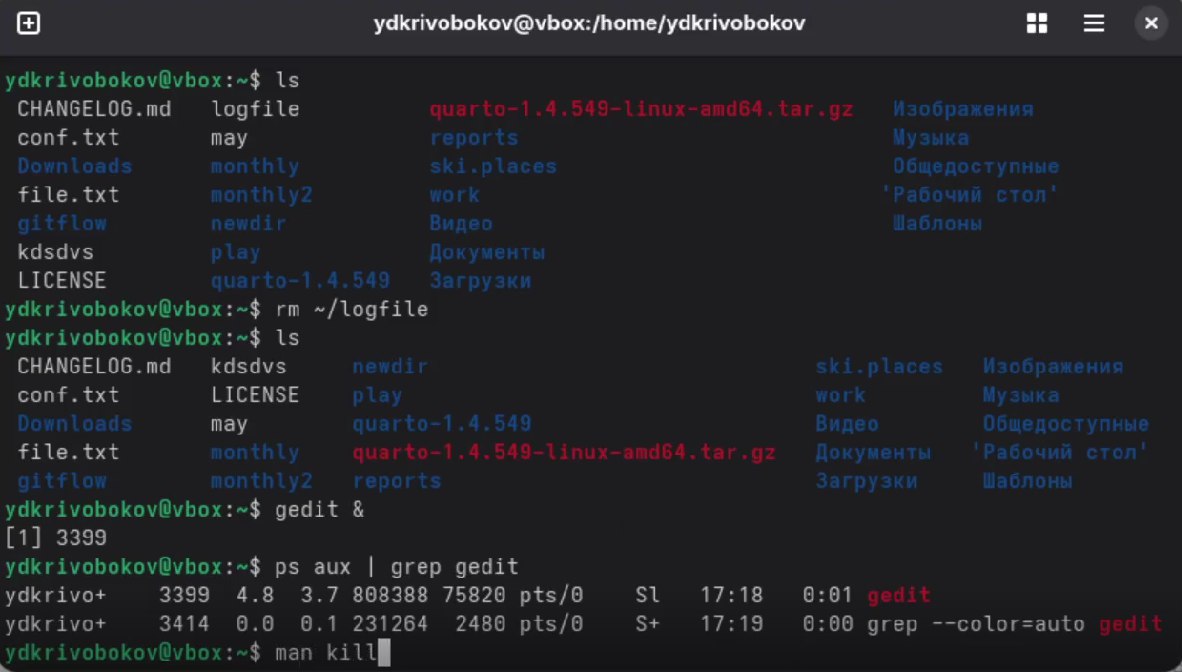 ydkrivobokov@vbox:/home/ydkrivobokov
ydkrivobokov@vbox:~$ ls
CHANGELOG.md logfile quarto-1.4.549-linux-amd64.tar.gz Изображения
conf.txt may reports Музыка
Downloads monthly ski.places Общедоступные
file.txt monthly2 work 'Рабочий стол'
gitflow newdir Видео Шаблоны
kdsdvs play Документы
LICENSE quarto-1.4.549 Загрузки
ydkrivobokov@vbox:~$ rm ~/logfile
ydkrivobokov@vbox:~$ ls
CHANGELOG.md kdsdvs newdir ski.places Изображения
conf.txt LICENSE play work Музыка
Downloads may quarto-1.4.549 Видео Общедоступные
file.txt monthly quarto-1.4.549-linux-amd64.tar.gz Документы 'Рабочий стол'
gitflow monthly2 reports Загрузки Шаблоны
ydkrivobokov@vbox:~$ gedit &
[1] 3399
ydkrivobokov@vbox:~$ ps aux | grep gedit
ydkrivo+ 3399 4.8 3.7 808388 75820 pts/0 Sl 17:18 0:01 gedit
ydkrivo+ 3414 0.0 0.1 231264 2480 pts/0 S+ 17:19 0:00 grep --color=auto gedit
ydkrivobokov@vbox:~$ man kill